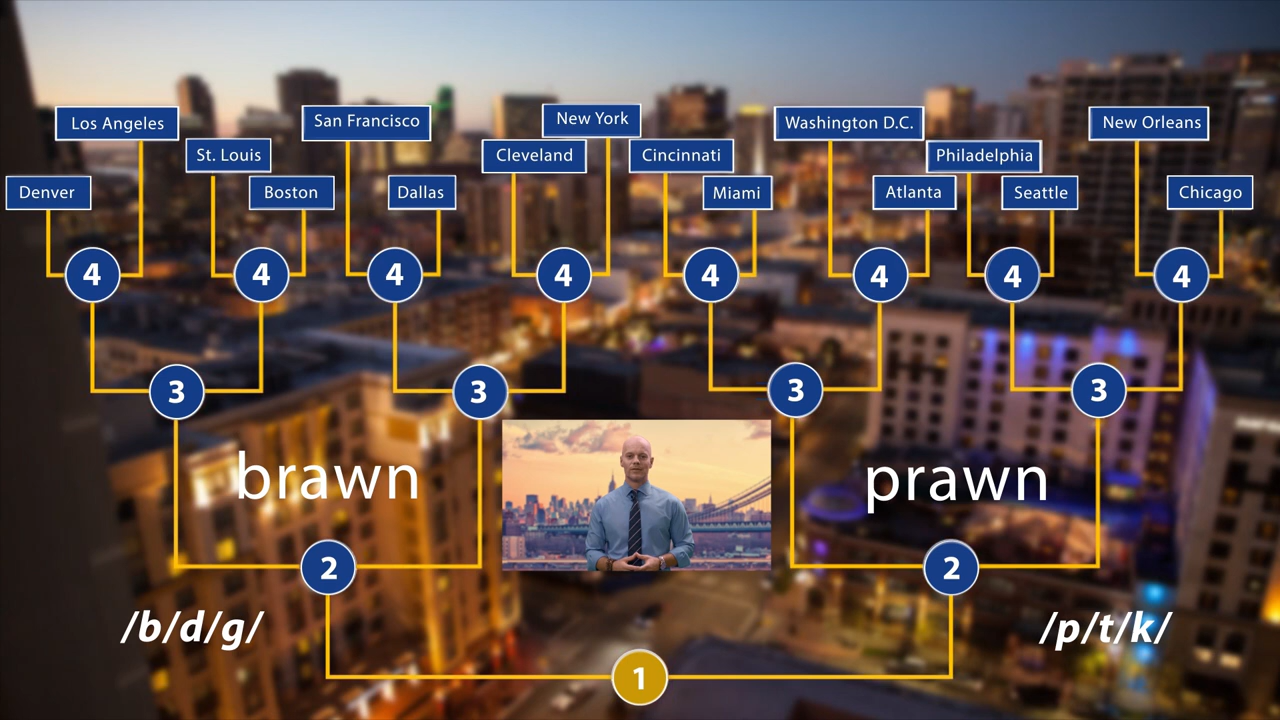 Los Angeles
San Francisco
New York
Washington D.C.
New Orleans
St. Louis
Cleveland
Cincinnati
Philadelphia
Denver
Boston
Dallas
Miami
Atlanta
Seattle
Chicago
4 4 4 4 4 4 4 4
3 3 3 3
brawn prawn
2 2
/b/d/g/ /p/t/k/
1